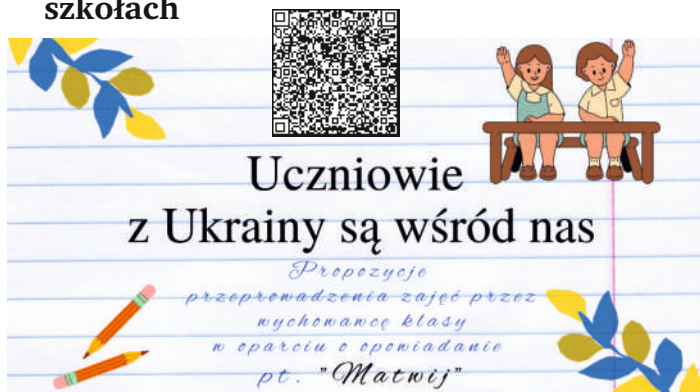 szkołach
Uczniowie
z Ukrainy są wśród nas
Propozycje
przeprowadzenia zajęć przez
wychowawcę klasy
w oparciu o opowiadanie
pt. "Matwij"